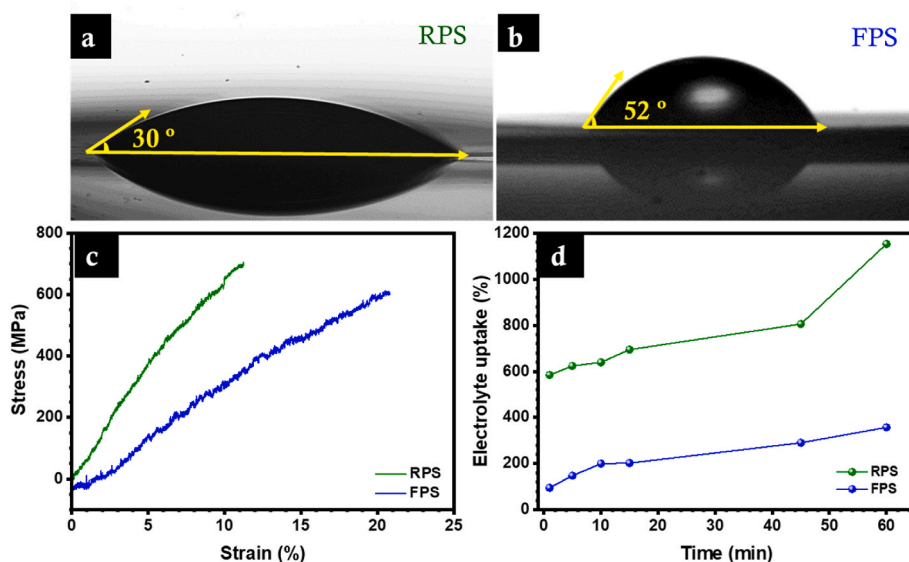 a
RPS
30 º
b
FPS
52 º
c
800
600
400
200
0
Stress (MPa)
0
5
10
15
20
25
Strain (%)
RPS
FPS
d
1200
1000
800
600
400
200
0
Electrolyte uptake (%)
0
10
20
30
40
50
60
Time (min)
RPS
FPS